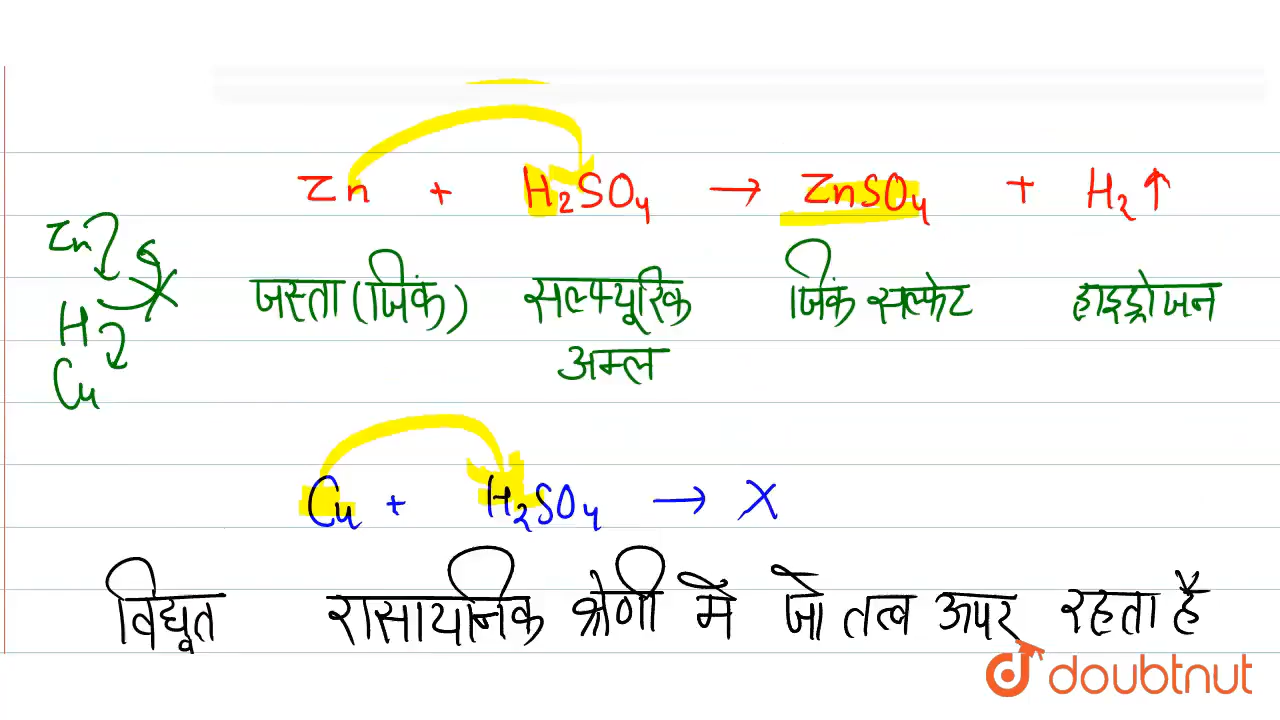 Zn + H₂SO₄ → ZnSO₄ + H₂↑
Zn
जस्ता (जिंक) सल्फ्यूरिक जिंक सल्फेट हाइड्रोजन
H
अम्ल
Cu
Cu + H₂SO₄ → X
विद्युत रासायनिक श्रेणी में जो तत्व ऊपर रहता है
doubtnut